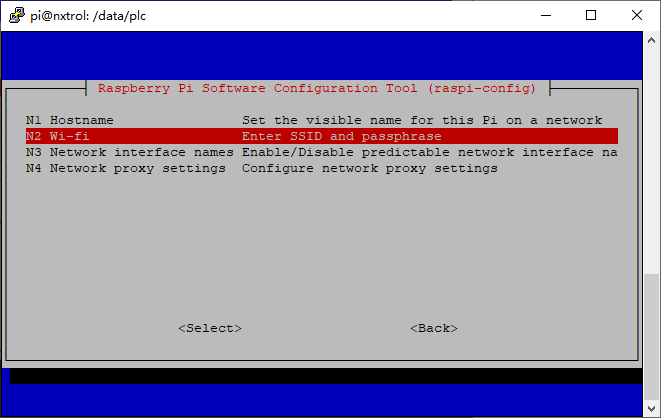 pi@nxtrol: /data/plc
Raspberry Pi Software Configuration Tool (raspi-config)
N1 Hostname Set the visible name for this Pi on a network
N2 Wi-fi Enter SSID and passphrase
N3 Network interface names Enable/Disable predictable network interface na
N4 Network proxy settings Configure network proxy settings
<Select> <Back>